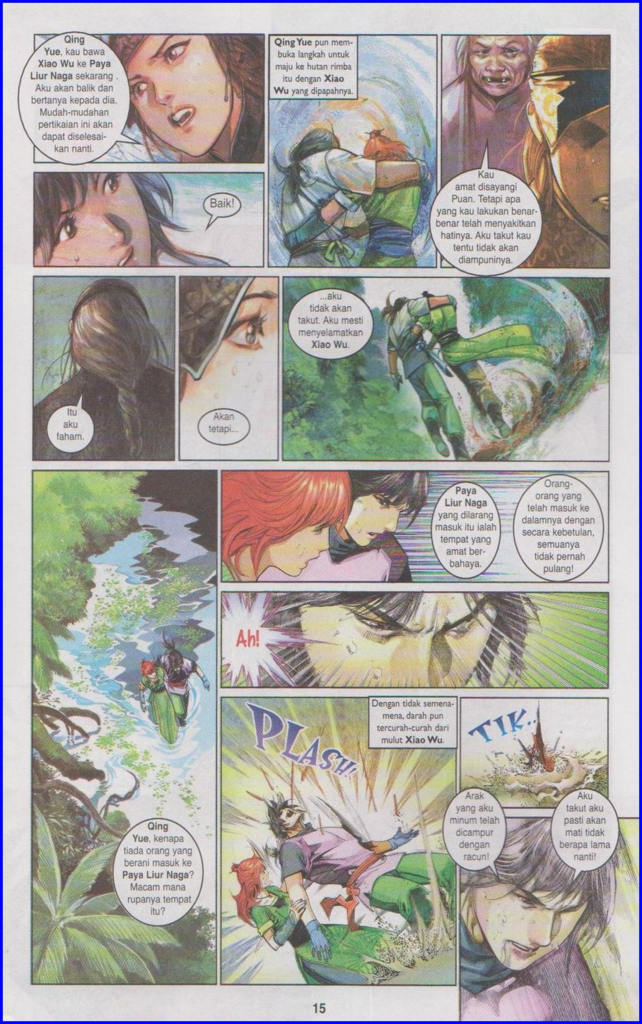 Qing
Yue, kau bawa
Xiao Wu ke Paya
Liur Naga sekarang.
Aku akan balik dan
bertanya kepada dia.
Mudah-mudahan
pertikaian ini akan
dapat diselesai-
kan nanti.
Baik!
Qing Yue pun mem-
buka langkah untuk
maju ke hutan rimba
itu dengan Xiao
Wu yang dipapahnya.
Kau
amat disayangi
Puan. Tetapi apa
yang kau lakukan benar-
benar telah menyakitkan
hatinya. Aku takut kau
tentu tidak akan
diampuninya.
Itu
aku
faham.
Akan
tetapi...
...aku
tidak akan
takut. Aku mesti
menyelamatkan
Xiao Wu.
Qing
Yue, kenapa
tiada orang yang
berani masuk ke
Paya Liur Naga?
Macam mana
rupanya tempat
itu?
Paya
Liur Naga
yang dilarang
masuk itu ialah
tempat yang
amat ber-
bahaya.
Orang-
orang yang
telah masuk ke
dalamnya dengan
secara kebetulan,
semuanya
tidak pernah
pulang!
Ah!
PLASH!
Dengan tidak semena-
mena, darah pun
tercurah-curah dari
mulut Xiao Wu.
TIK..
Arak
yang aku
minum telah
dicampur
dengan
racun!
Aku
takut aku
pasti akan
mati tidak
berapa lama
nanti!
15